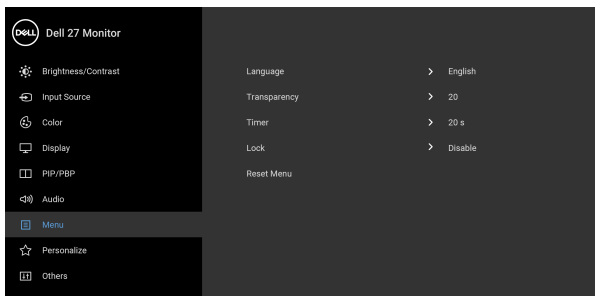 DELL Dell 27 Monitor
Brightness/Contrast
Input Source
Color
Display
PIP/PBP
Audio
Menu
Personalize
Others
Language > English
Transparency > 20
Timer > 20 s
Lock > Disable
Reset Menu